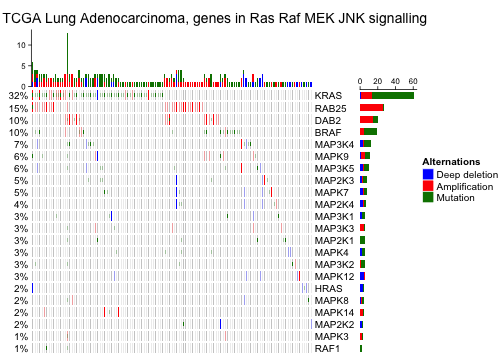 TCGA Lung Adenocarcinoma, genes in Ras Raf MEK JNK signalling
10
5
0
0 20 40 60
32% KRAS
15% RAB25
10% DAB2
10% BRAF
7% MAP3K4
6% MAPK9
6% MAP3K5
5% MAP2K3
5% MAPK7
4% MAP2K4
3% MAP3K1
3% MAP3K3
3% MAP2K1
3% MAPK4
3% MAP3K2
3% MAPK12
2% HRAS
2% MAPK8
2% MAPK14
2% MAP2K2
1% MAPK3
1% RAF1
Alternations
Deep deletion
Amplification
Mutation